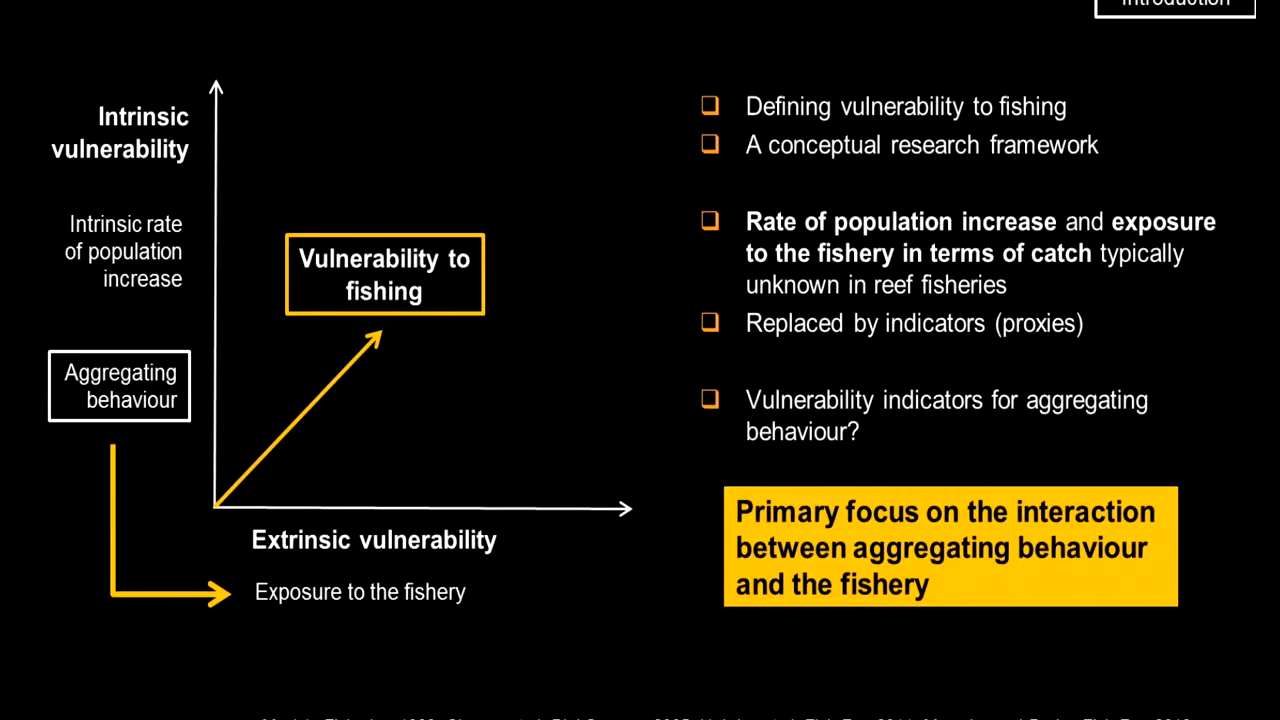 Introduction
Intrinsic
vulnerability
Intrinsic rate
of population
increase
Vulnerability to
fishing
Aggregating
behaviour
Extrinsic vulnerability
Exposure to the fishery
❑ Defining vulnerability to fishing
❑ A conceptual research framework
❑ Rate of population increase and exposure
to the fishery in terms of catch typically
unknown in reef fisheries
❑ Replaced by indicators (proxies)
❑ Vulnerability indicators for aggregating
behaviour?
Primary focus on the interaction
between aggregating behaviour
and the fishery